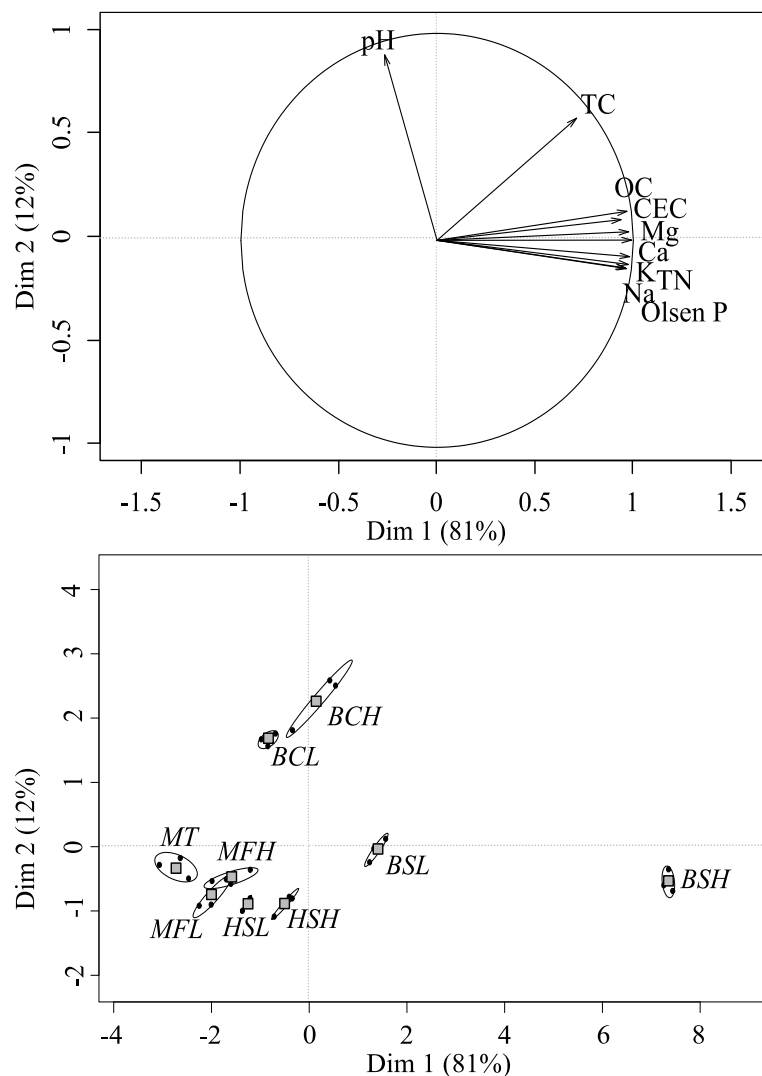 1
0.5
0
-0.5
-1
Dim 2 (12%)
pH
TC
OC
CEC
Mg
Ca
K TN
Na
Olsen P
-1.5 -1 -0.5 0 0.5 1 1.5
Dim 1 (81%)
4
3
2
1
0
-1
-2
Dim 2 (12%)
BCH
BCL
MT
MFH
BSL
BSH
MFL HSL HSH
-4 -2 0 2 4 6 8
Dim 1 (81%)